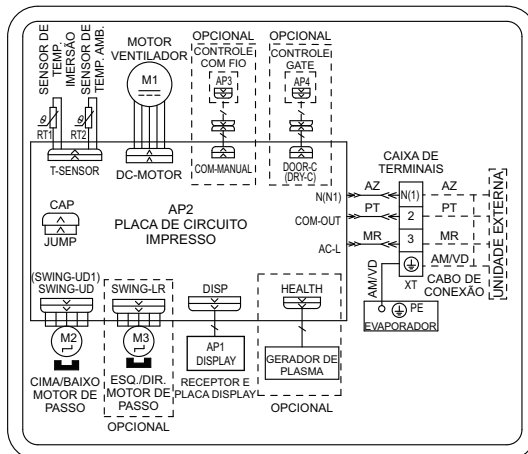 SENSOR DE
TEMP.
IMERSÃO
SENSOR DE
TEMP. AMB.
MOTOR
VENTILADOR
OPCIONAL
CONTROLE
COM FIO
OPCIONAL
CONTROLE
GATE
AP3
AP4
M1
θ
RT1
θ
RT2
T-SENSOR
DC-MOTOR
COM-MANUAL
DOOR-C
(DRY-C)
CAP
JUMP
AP2
PLACA DE CIRCUITO
IMPRESSO
CAIXA DE
TERMINAIS
N(N1)
AZ
N(1)
AZ
COM-OUT
PT
2
PT
AC-L
MR
3
MR
UNIDADE EXTERNA
AM/VD
XT
AM/VD
CABO DE
CONEXÃO
PE
EVAPORADOR
(SWING-UD1)
SWING-UD
SWING-LR
DISP
HEALTH
M2
M3
AP1
DISPLAY
GERADOR DE
PLASMA
CIMA/BAIXO
MOTOR DE
PASSO
ESQ./DIR.
MOTOR DE
PASSO
RECEPTOR E
PLACA DISPLAY
OPCIONAL
OPCIONAL